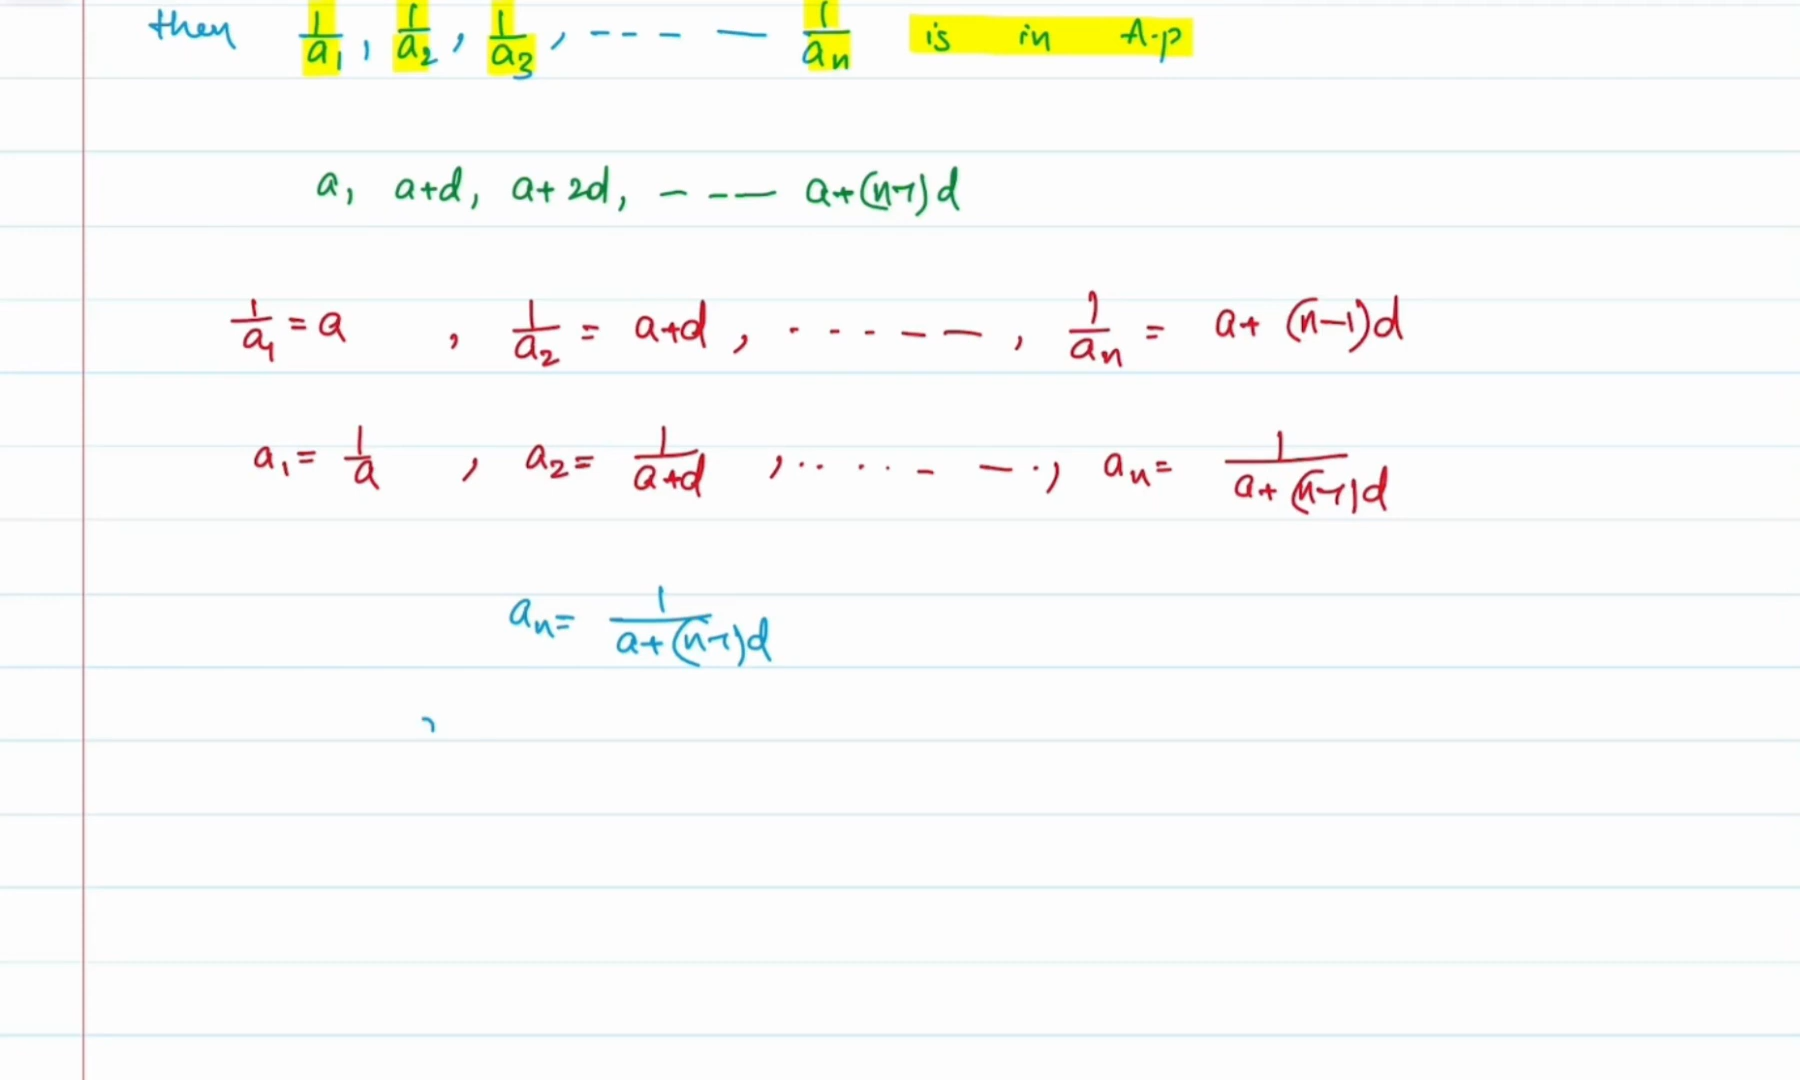 then 1/a₁, 1/a₂, 1/a₃, ---- — 1/aₙ is in A.p
a, a+d, a+2d, - -- — a+(n-1)d
1/a₁ = a , 1/a₂ = a+d, ····--—, 1/aₙ = a+ (n-1)d
a₁= 1/a , a₂= 1/(a+d) ,·· ··- —·, aₙ= 1/(a+(n-1)d)
aₙ= 1/(a+(n-1)d)